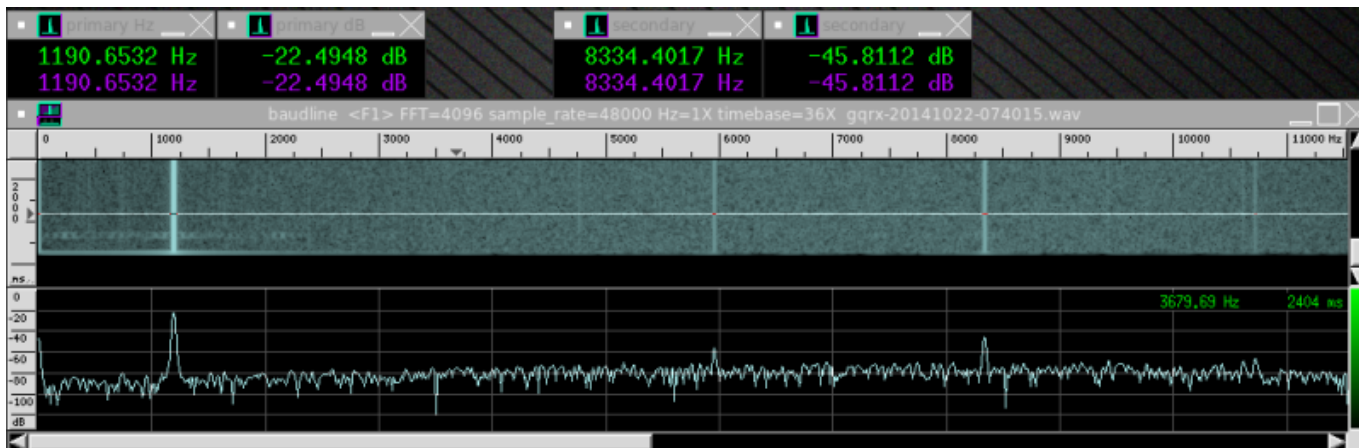 primary Hz
primary dB
secondary
secondary
1190.6532 Hz
-22.4948 dB
8334.4017 Hz
-45.8112 dB
1190.6532 Hz
-22.4948 dB
8334.4017 Hz
-45.8112 dB
baudline <F1> FFT=4096 sample_rate=48000 Hz=1X timebase=36X gqrx-20141022-074015.wav
0 1000 2000 3000 4000 5000 6000 7000 8000 9000 10000 11000 Hz
2000
ms
0
3679.69 Hz 2404 ms
-20
-40
-60
-80
-100
dB